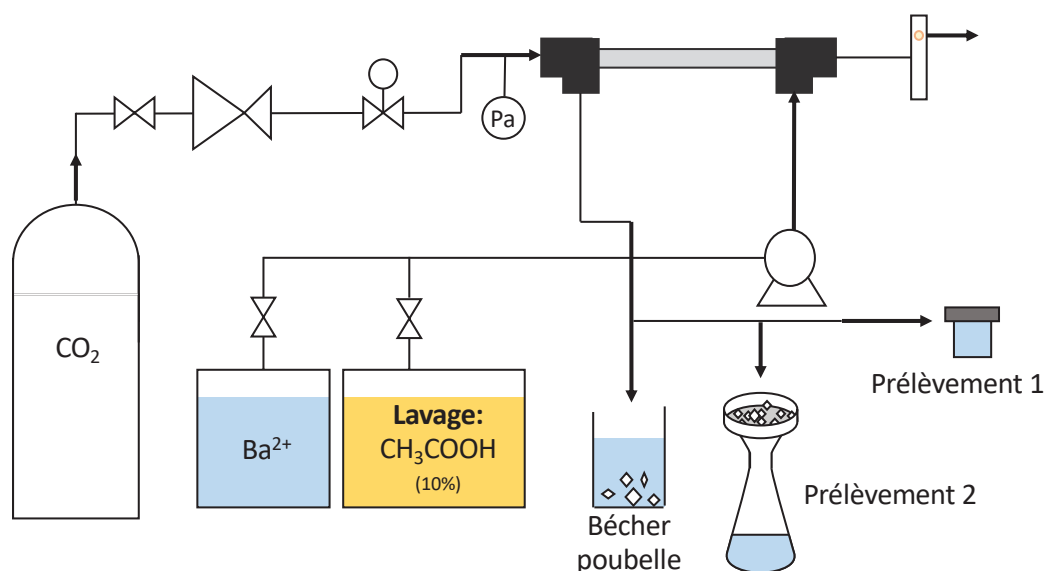 Pa
CO₂
Ba²⁺
Lavage:
CH₃COOH
(10%)
Prélèvement 1
Prélèvement 2
Bécher
poubelle